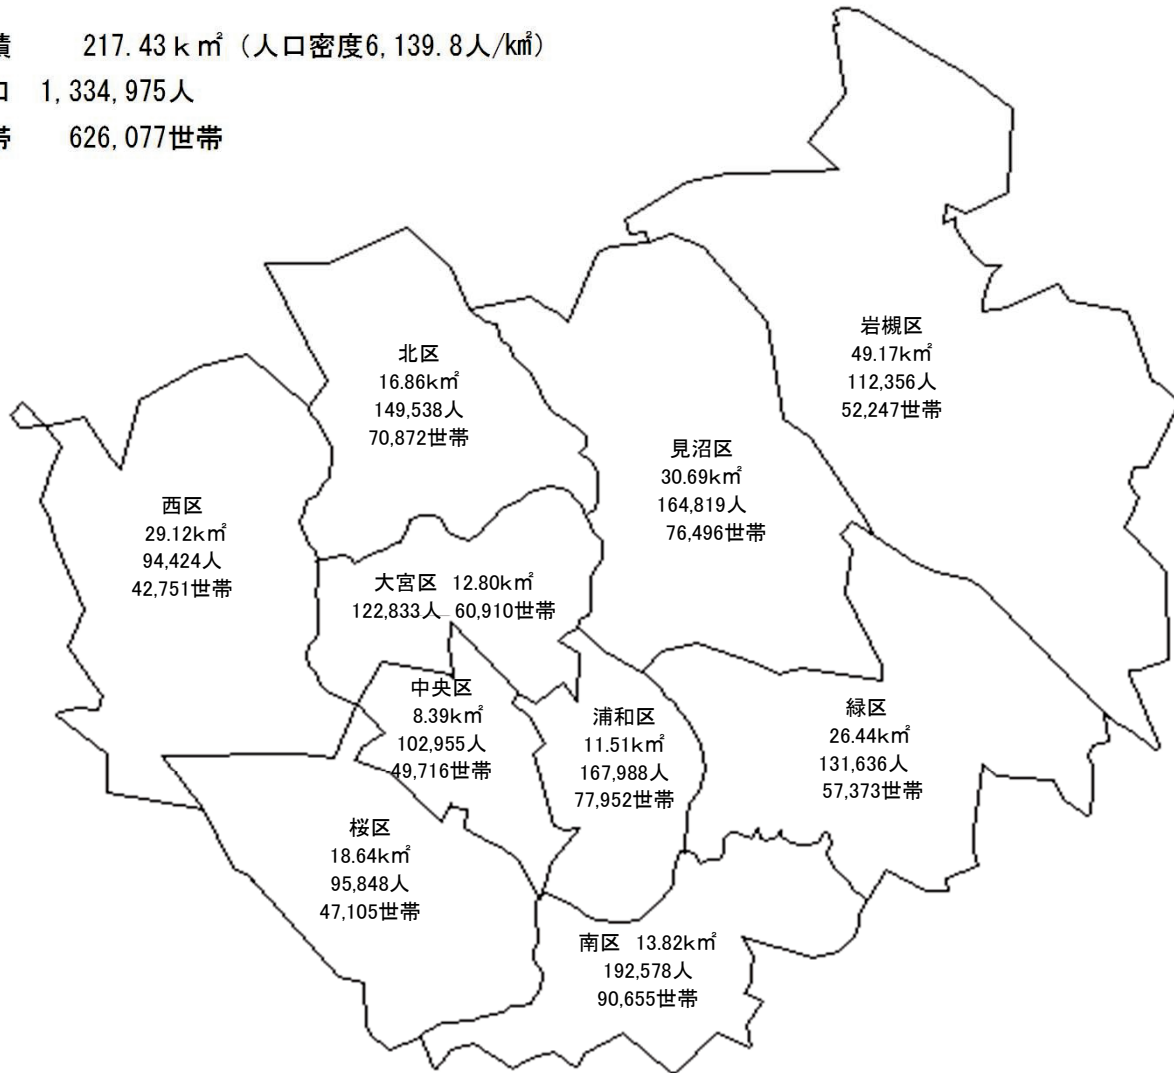 積 217.43ｋ㎡（人口密度6,139.8人/k㎡）
口 1,334,975人
帯 626,077世帯
岩槻区
49.17k㎡
112,356人
52,247世帯
北区
16.86k㎡
149,538人
70,872世帯
見沼区
30.69k㎡
164,819人
76,496世帯
西区
29.12k㎡
94,424人
42,751世帯
大宮区 12.80k㎡
122,833人 60,910世帯
中央区
8.39k㎡
102,955人
49,716世帯
浦和区
11.51k㎡
167,988人
77,952世帯
緑区
26.44k㎡
131,636人
57,373世帯
桜区
18.64k㎡
95,848人
47,105世帯
南区 13.82k㎡
192,578人
90,655世帯